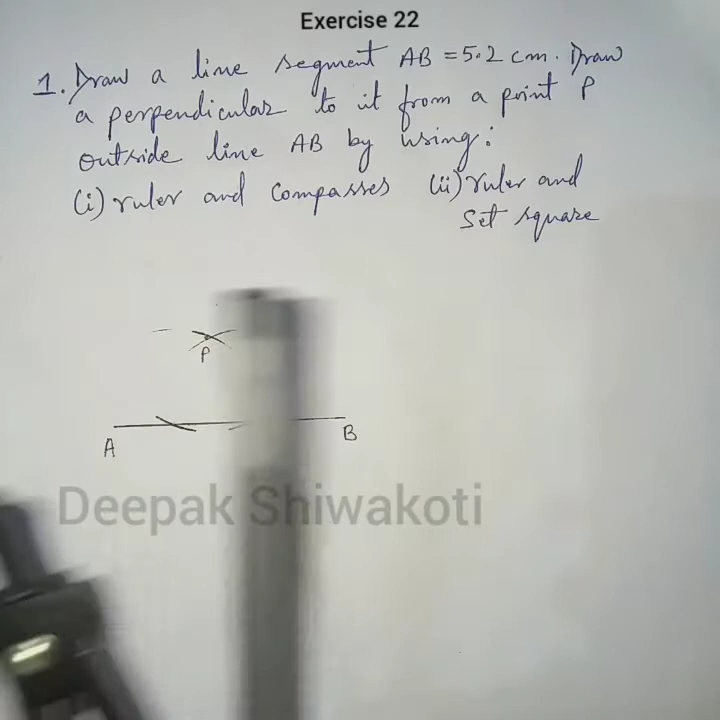 Exercise 22
1. Draw a line segment AB = 5.2 cm. Draw
a perpendicular to it from a point P
outside line AB by using:
(i) ruler and compasses (ii) ruler and
set square
P
A B
Deepak Shiwakoti